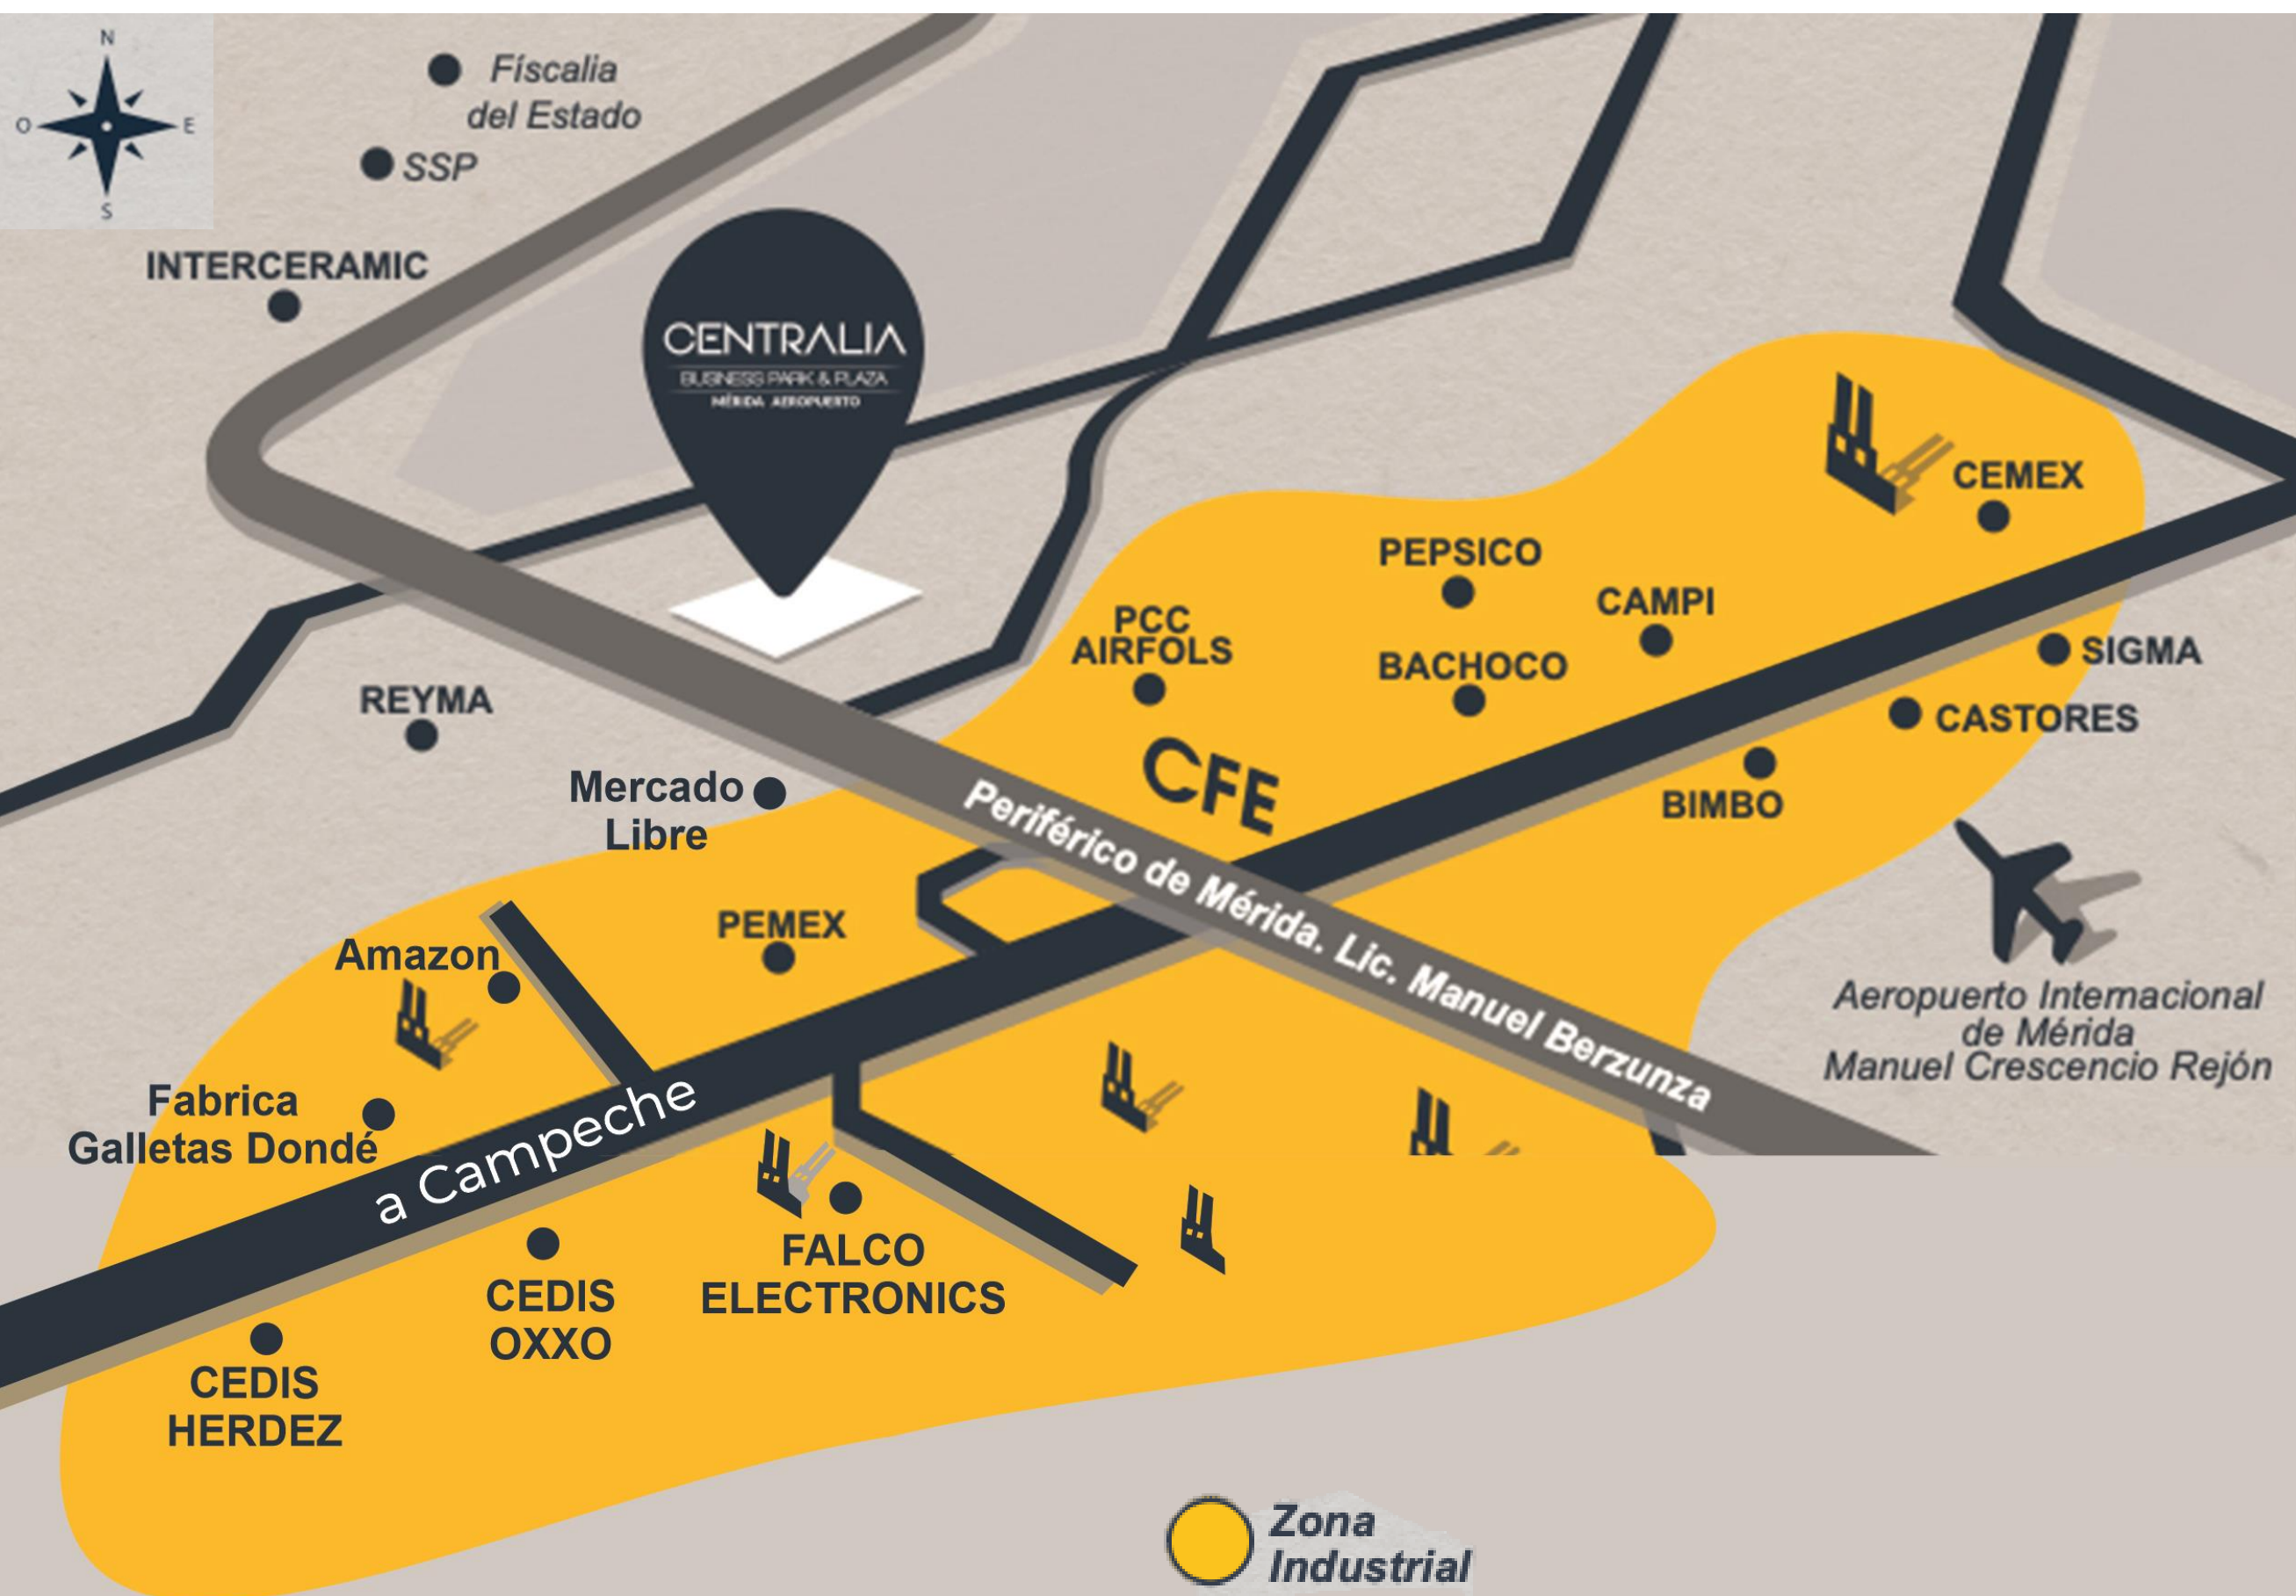 N
O
E
S
Físcalia
del Estado
SSP
INTERCERAMIC
CENTRALIA
BUSINESS PARK & PLAZA
MÉRIDA AEROPUERTO
CEMEX
PEPSICO
CAMPI
PCC
AIRFOLS
BACHOCO
SIGMA
REYMA
CASTORES
CFE
Mercado
Libre
BIMBO
Periférico de Mérida. Lic. Manuel Berzunza
PEMEX
Amazon
Aeropuerto Internacional
de Mérida
Manuel Crescencio Rejón
Fabrica
Galletas Dondé
a Campeche
FALCO
ELECTRONICS
CEDIS
OXXO
CEDIS
HERDEZ
Zona
Industrial